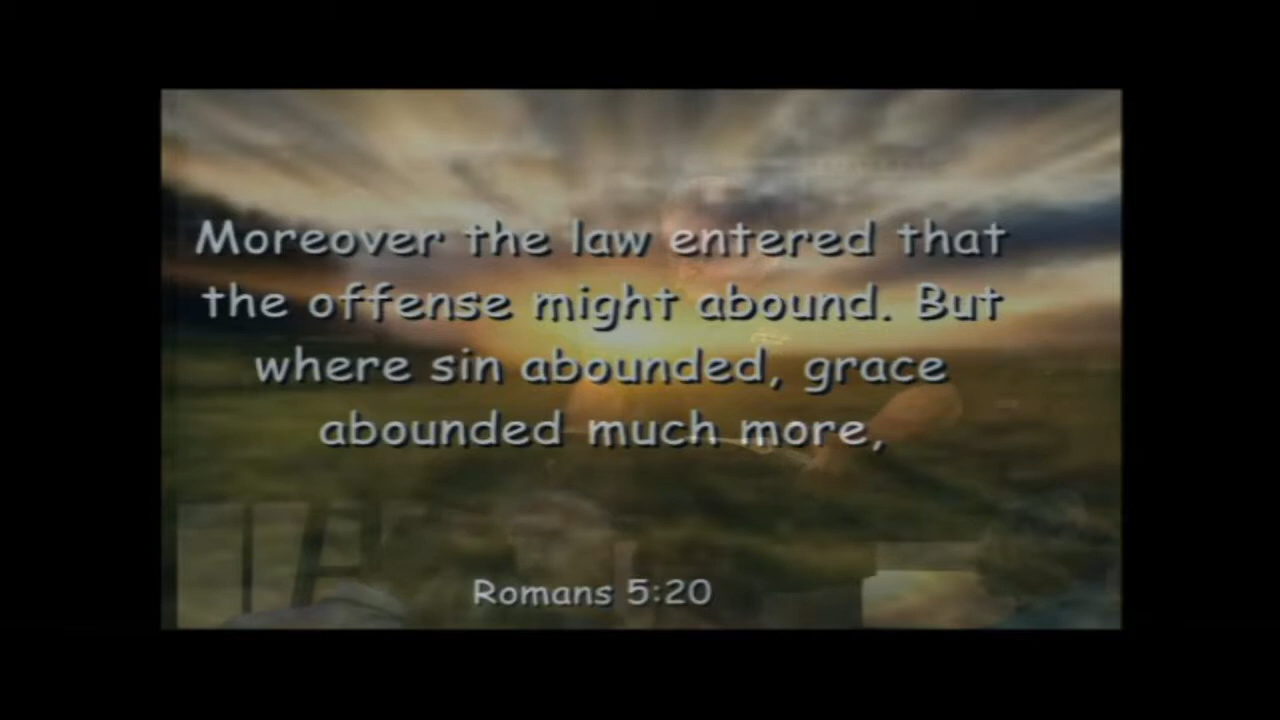 Moreover the law entered that
the offense might abound. But
where sin abounded, grace
abounded much more,
Romans 5:20